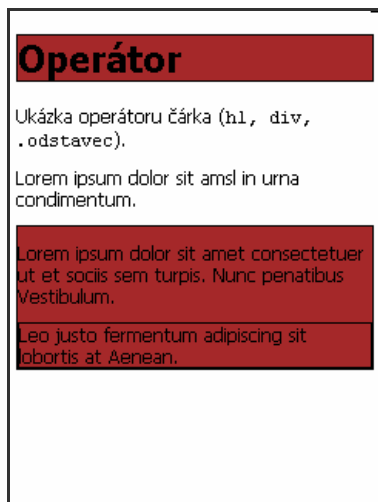 Operátor
Ukázka operátoru čárka (h1, div,
.odstavec).
Lorem ipsum dolor sit amsl in urna
condimentum.
Lorem ipsum dolor sit amet consectetuer
ut et sociis sem turpis. Nunc penatibus
Vestibulum.
Leo justo fermentum adipiscing sit
lobortis at Aenean.